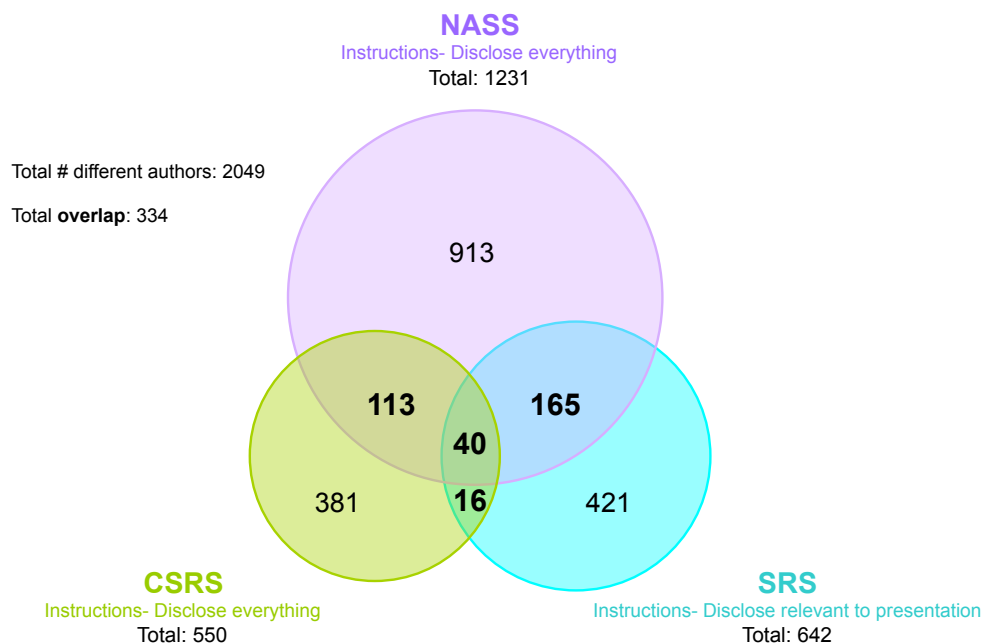 NASS
Instructions- Disclose everything
Total: 1231
Total # different authors: 2049
Total overlap: 334
913
113
165
40
16
381
421
CSRS
Instructions- Disclose everything
Total: 550
SRS
Instructions- Disclose relevant to presentation
Total: 642